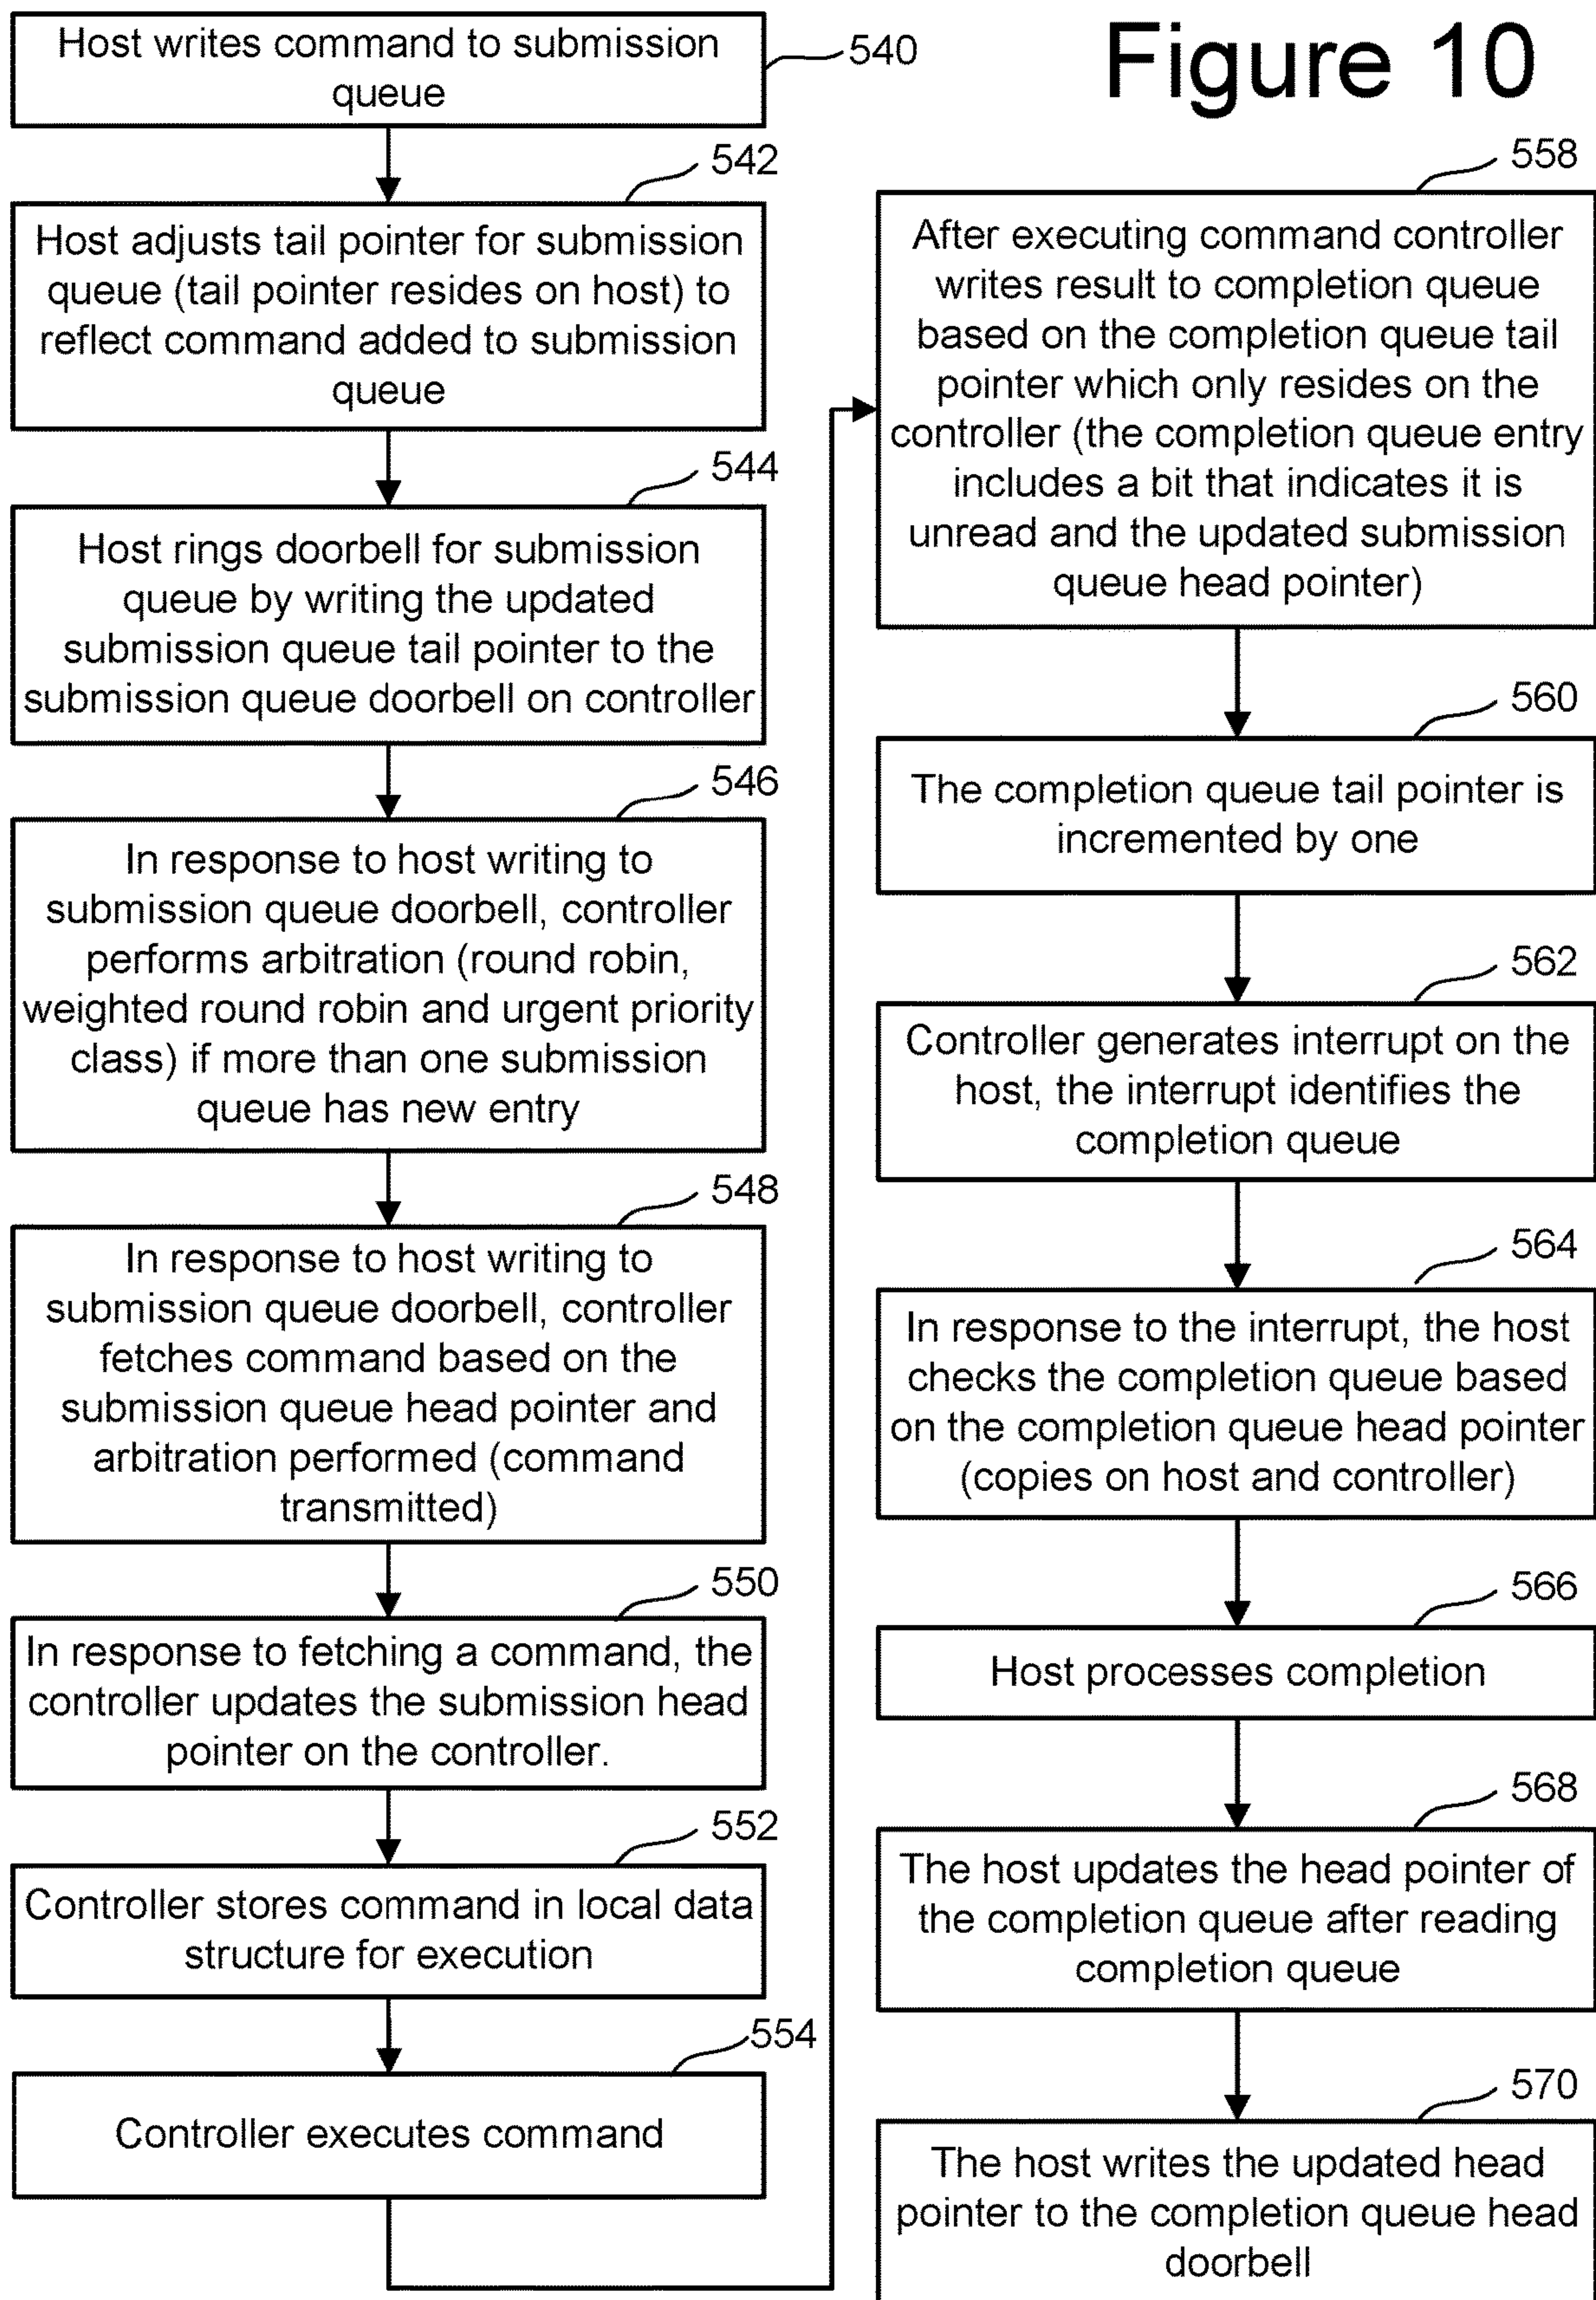 Figure 10
Host writes command to submission
queue
540
542
Host adjusts tail pointer for submission
queue (tail pointer resides on host) to
reflect command added to submission
queue
544
Host rings doorbell for submission
queue by writing the updated
submission queue tail pointer to the
submission queue doorbell on controller
546
In response to host writing to
submission queue doorbell, controller
performs arbitration (round robin,
weighted round robin and urgent priority
class) if more than one submission
queue has new entry
548
In response to host writing to
submission queue doorbell, controller
fetches command based on the
submission queue head pointer and
arbitration performed (command
transmitted)
550
In response to fetching a command, the
controller updates the submission head
pointer on the controller.
552
Controller stores command in local data
structure for execution
554
Controller executes command
558
After executing command controller
writes result to completion queue
based on the completion queue tail
pointer which only resides on the
controller (the completion queue entry
includes a bit that indicates it is
unread and the updated submission
queue head pointer)
560
The completion queue tail pointer is
incremented by one
562
Controller generates interrupt on the
host, the interrupt identifies the
completion queue
564
In response to the interrupt, the host
checks the completion queue based
on the completion queue head pointer
(copies on host and controller)
566
Host processes completion
568
The host updates the head pointer of
the completion queue after reading
completion queue
570
The host writes the updated head
pointer to the completion queue head
doorbell